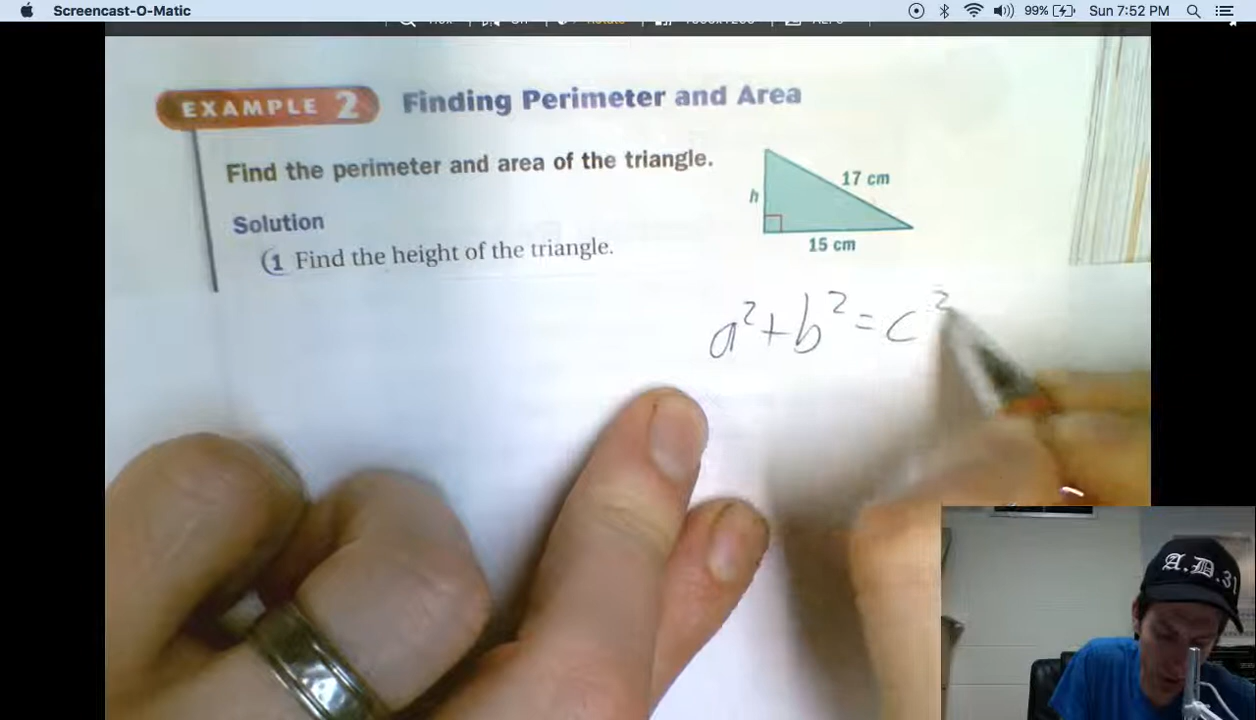 Screencast-O-Matic
99%
Sun 7:52 PM
EXAMPLE 2 Finding Perimeter and Area
Find the perimeter and area of the triangle.
17 cm
h
15 cm
Solution
1 Find the height of the triangle.
a²+b²=c²
A.D.31